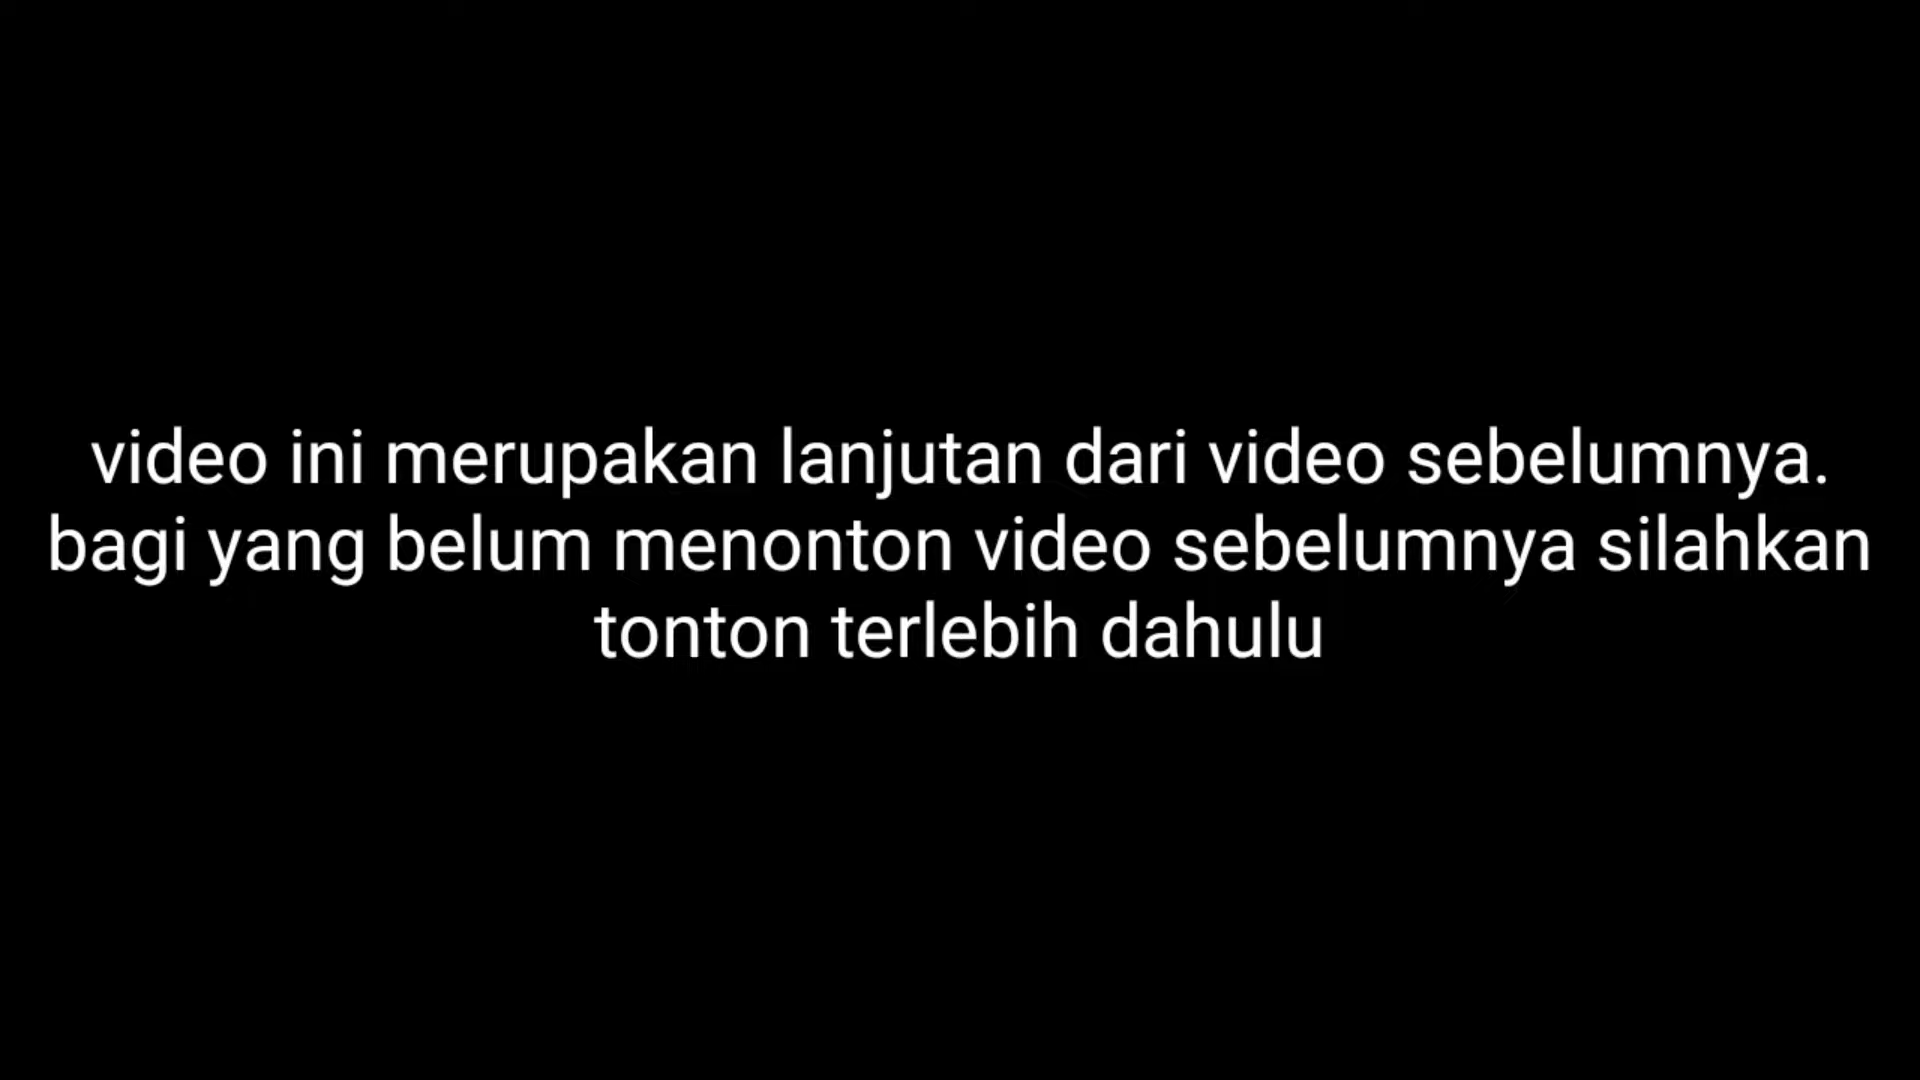 video ini merupakan lanjutan dari video sebelumnya.
bagi yang belum menonton video sebelumnya silahkan
tonton terlebih dahulu